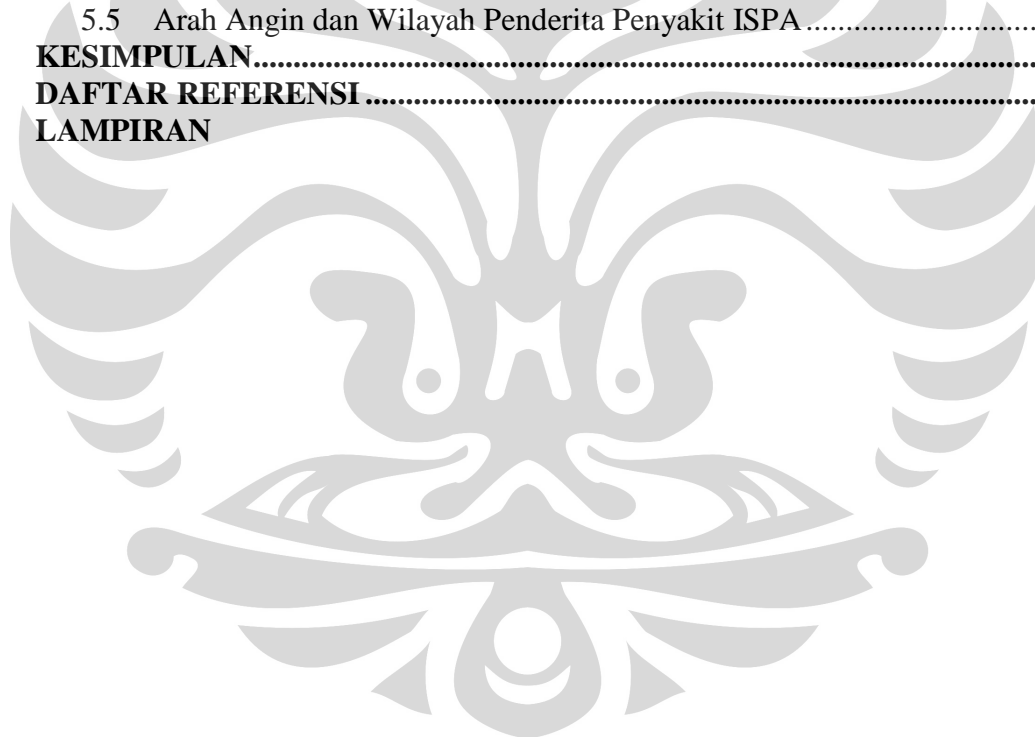 5.5 Arah Angin dan Wilayah Penderita Penyakit ISPA ..............................
KESIMPULAN.....................................................................................................
DAFTAR REFERENSI .....................................................................................
LAMPIRAN